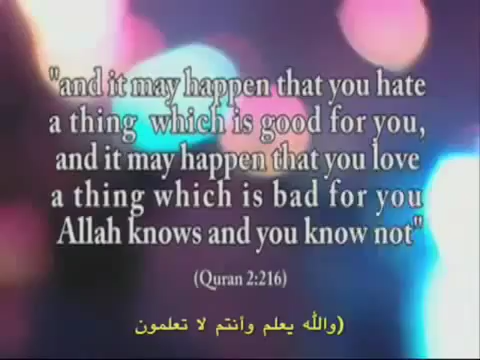 "and it may happen that you hate
a thing which is good for you,
and it may happen that you love
a thing which is bad for you
Allah knows and you know not"
(Quran 2:216)
(والله يعلم وأنتم لا تعلمون